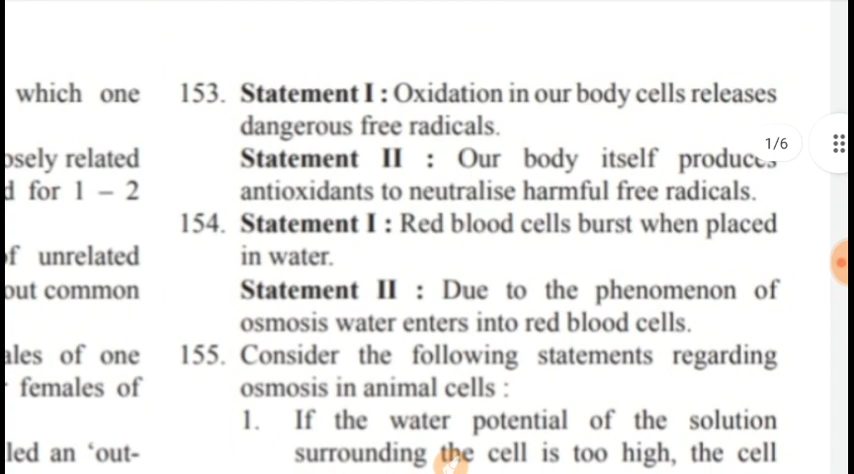 which one
osely related
d for 1 – 2
of unrelated
out common
ales of one
females of
led an ‘out-
153. Statement I : Oxidation in our body cells releases
dangerous free radicals.
Statement II : Our body itself produces
antioxidants to neutralise harmful free radicals.
154. Statement I : Red blood cells burst when placed
in water.
Statement II : Due to the phenomenon of
osmosis water enters into red blood cells.
155. Consider the following statements regarding
osmosis in animal cells :
1. If the water potential of the solution
surrounding the cell is too high, the cell
1/6